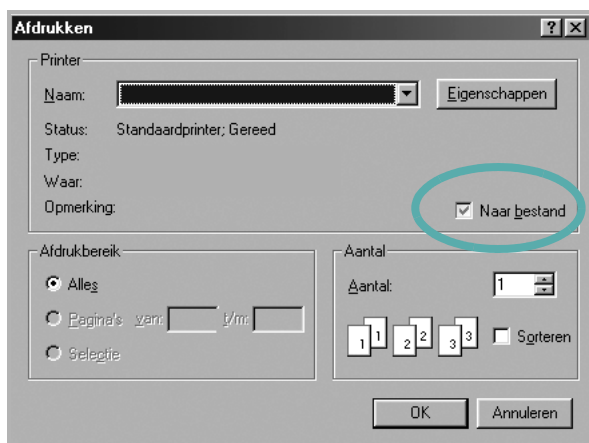 Afdrukken
Printer
Naam:
Eigenschappen
Status: Standaardprinter; Gereed
Type:
Waar:
Opmerking:
Naar bestand
Afdrukbereik
Alles
Pagina's van: t/m:
Selectie
Aantal
Aantal: 1
1 1 2 2 3 3
Sorteren
OK Annuleren